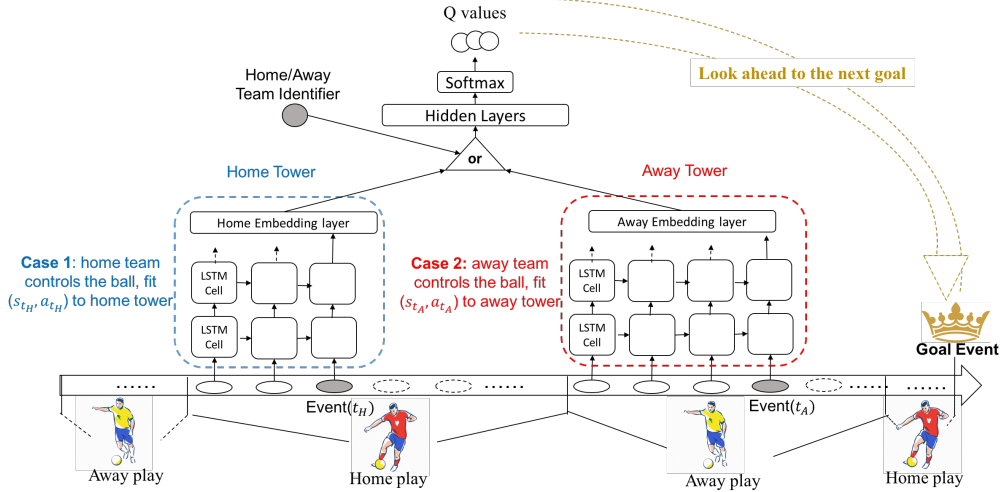 Q values
Look ahead to the next goal
Softmax
Home/Away
Team Identifier
Hidden Layers
or
Home Tower
Away Tower
Home Embedding layer
Away Embedding layer
Case 1: home team
controls the ball, fit
(s_{t_H}, a_{t_H}) to home tower
LSTM
Cell
LSTM
Cell
Case 2: away team
controls the ball, fit
(s_{t_A}, a_{t_A}) to away tower
LSTM
Cell
LSTM
Cell
Goal Event
......
......
......
......
......
Event(t_H)
Event(t_A)
Away play
Home play
Away play
Home play